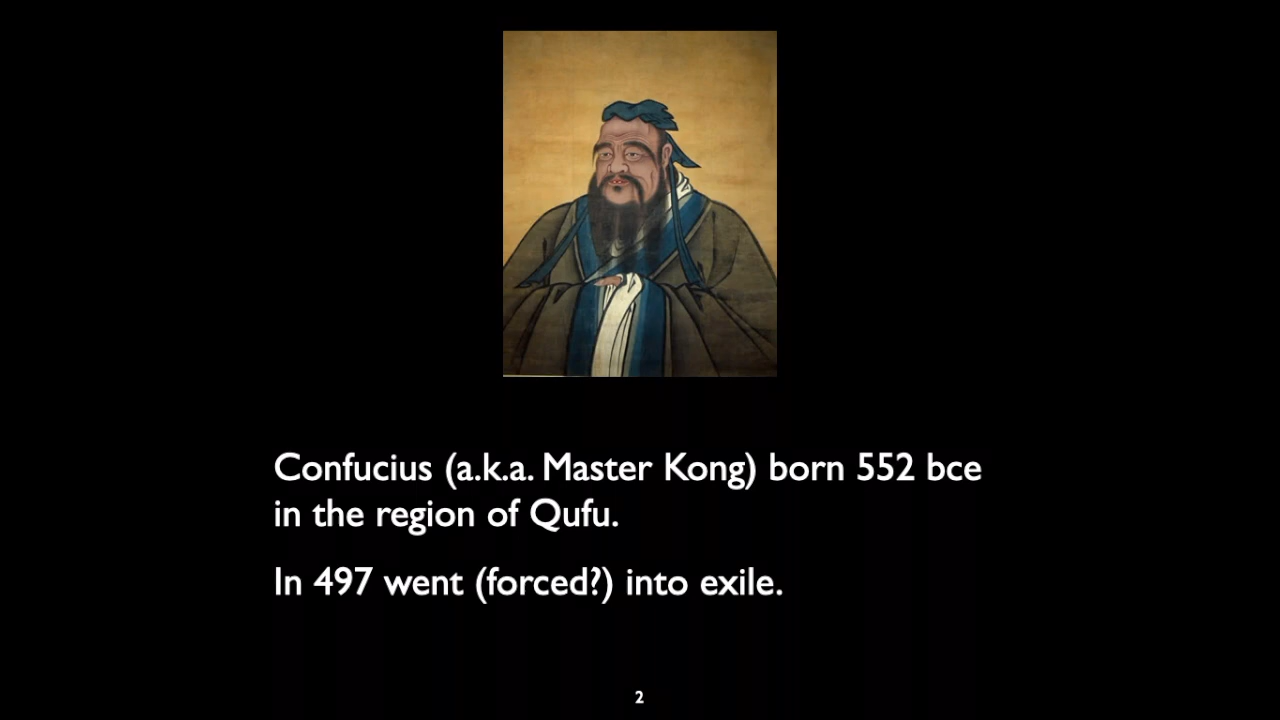 Confucius (a.k.a. Master Kong) born 552 bce
in the region of Qufu.
In 497 went (forced?) into exile.
2